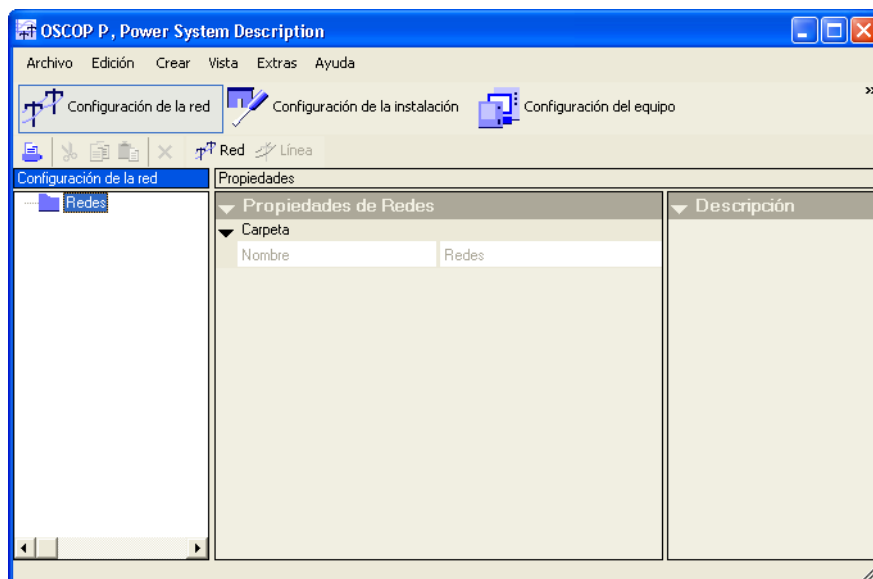 OSCOP P, Power System Description
Archivo Edición Crear Vista Extras Ayuda
Configuración de la red Configuración de la instalación Configuración del equipo »
Red Línea
Configuración de la red Propiedades
Redes Propiedades de Redes Descripción
Carpeta
Nombre Redes